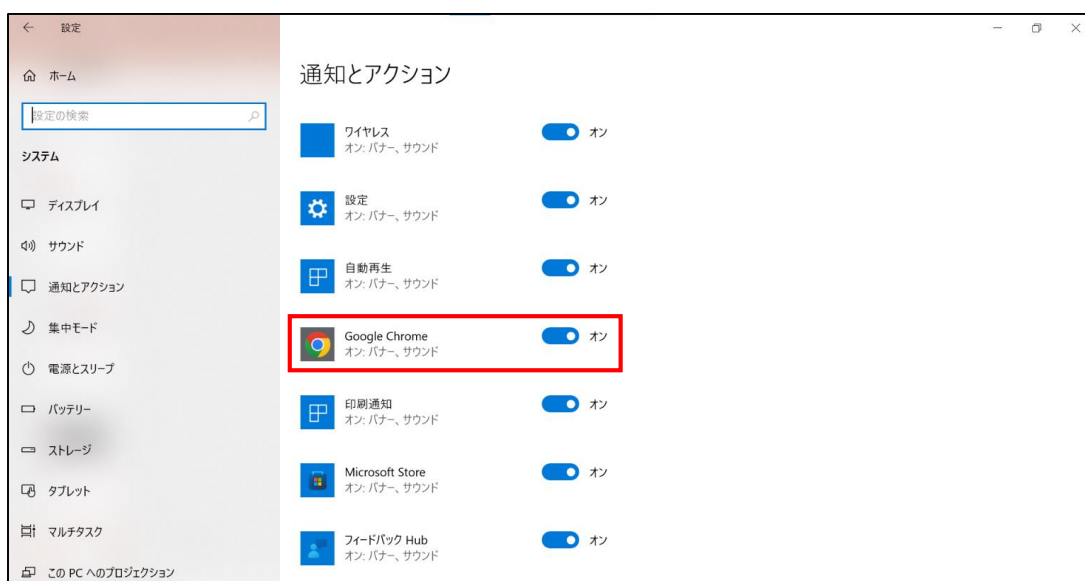 設定
ホーム
設定の検索
システム
ディスプレイ
サウンド
通知とアクション
集中モード
電源とスリープ
バッテリー
ストレージ
タブレット
マルチタスク
この PC へのプロジェクション
通知とアクション
ワイヤレス
オン: バナー、サウンド
オン
設定
オン: バナー、サウンド
オン
自動再生
オン: バナー、サウンド
オン
Google Chrome
オン: バナー、サウンド
オン
印刷通知
オン: バナー、サウンド
オン
Microsoft Store
オン: バナー、サウンド
オン
フィードバック Hub
オン: バナー、サウンド
オン